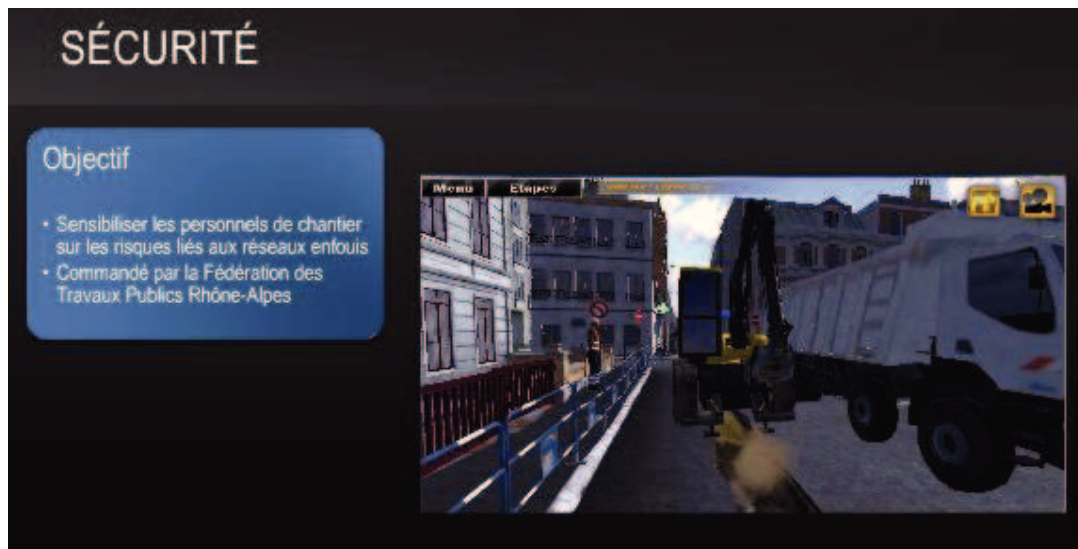 SÉCURITÉ
Objectif
• Sensibiliser les personnels de chantier
sur les risques liés aux réseaux enfouis
• Commandé par la Fédération des
Travaux Publics Rhône-Alpes
Menu Etapes